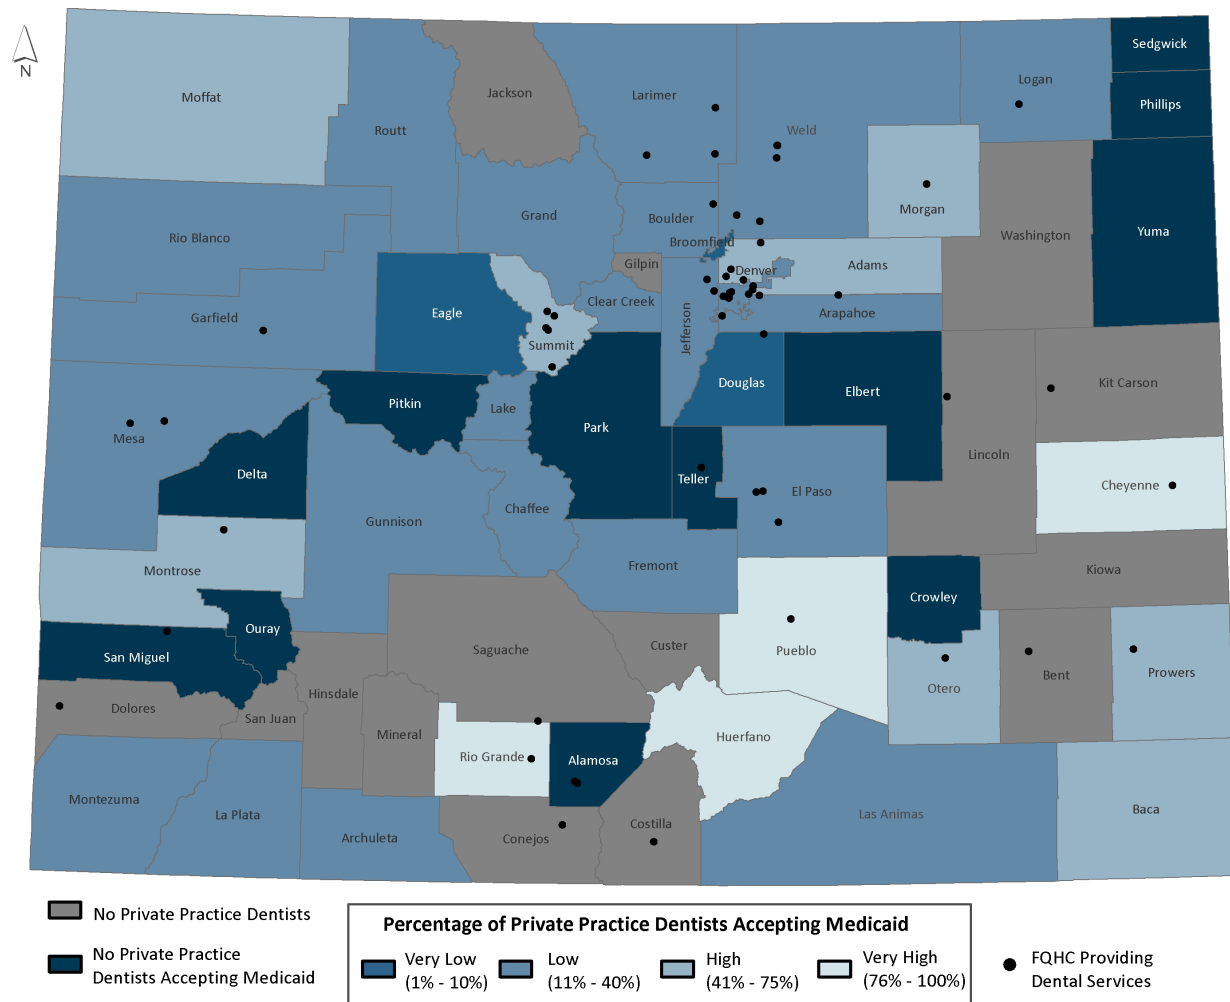 N
Sedgwick
Moffat
Jackson
Larimer
Logan
Phillips
Routt
Weld
Morgan
Grand
Boulder
Yuma
Rio Blanco
Broomfield
Washington
Gilpin
Denver
Adams
Clear Creek
Garfield
Eagle
Arapahoe
Jefferson
Summit
Douglas
Kit Carson
Elbert
Pitkin
Lake
Park
Mesa
Lincoln
Delta
Teller
Cheyenne
El Paso
Chaffee
Gunnison
Fremont
Montrose
Kiowa
Crowley
Ouray
Custer
Saguache
Pueblo
San Miguel
Bent
Prowers
Otero
Hinsdale
Dolores
San Juan
Mineral
Huerfano
Rio Grande
Alamosa
Montezuma
La Plata
Las Animas
Baca
Costilla
Archuleta
Conejos
No Private Practice Dentists
No Private Practice
Dentists Accepting Medicaid
Percentage of Private Practice Dentists Accepting Medicaid
Very Low
(1% - 10%)
Low
(11% - 40%)
High
(41% - 75%)
Very High
(76% - 100%)
FQHC Providing
Dental Services